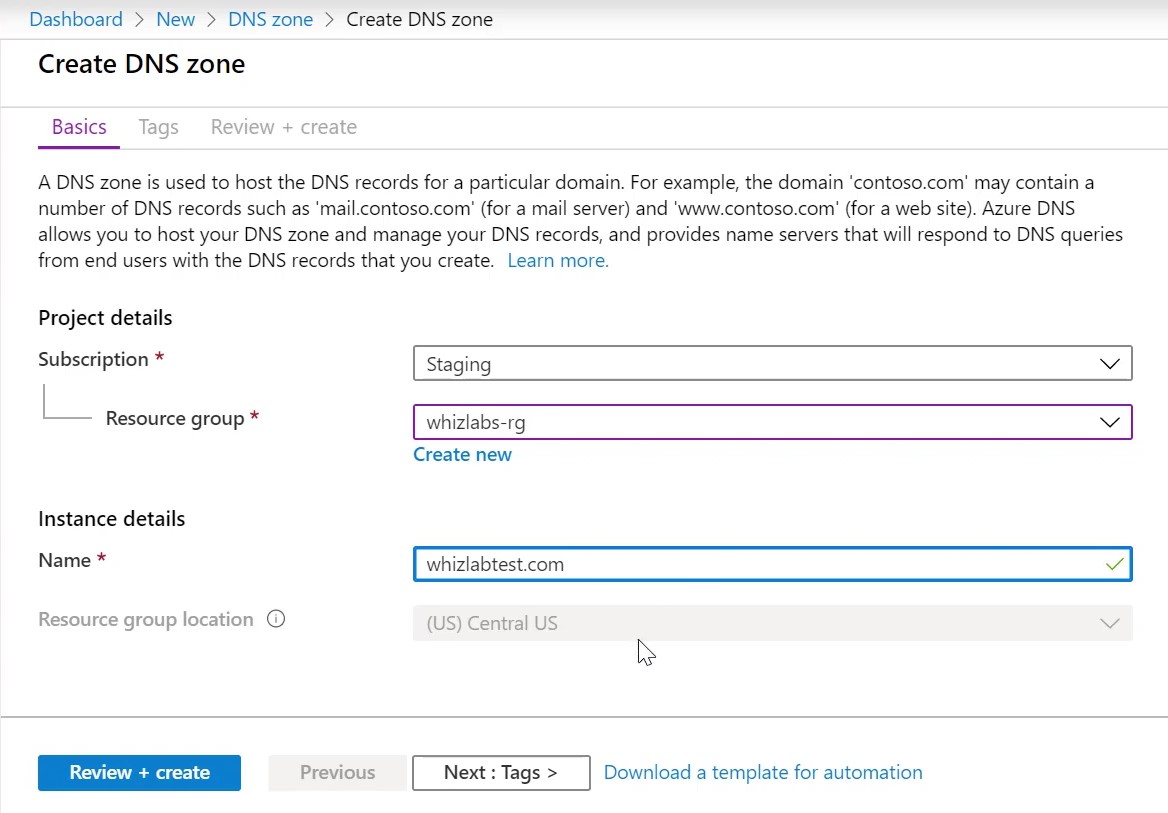 Dashboard > New > DNS zone > Create DNS zone
Create DNS zone
Basics Tags Review + create
A DNS zone is used to host the DNS records for a particular domain. For example, the domain 'contoso.com' may contain a
number of DNS records such as 'mail.contoso.com' (for a mail server) and 'www.contoso.com' (for a web site). Azure DNS
allows you to host your DNS zone and manage your DNS records, and provides name servers that will respond to DNS queries
from end users with the DNS records that you create. Learn more.
Project details
Subscription * Staging
Resource group * whizlabs-rg
Create new
Instance details
Name * whizlabtest.com
Resource group location (US) Central US
Review + create Previous Next : Tags > Download a template for automation